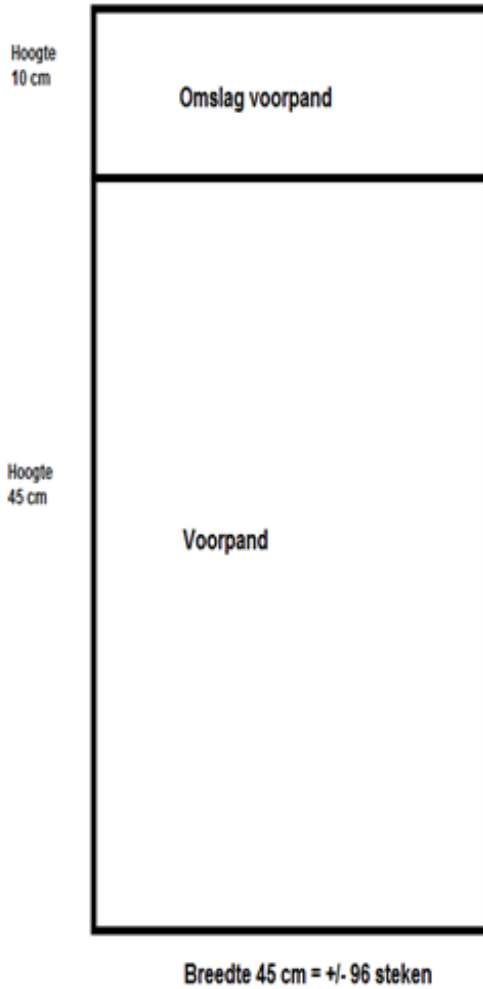 Hoogte
10 cm
Omslag voorpand
Hoogte
45 cm
Voorpand
Breedte 45 cm = +/- 96 steken